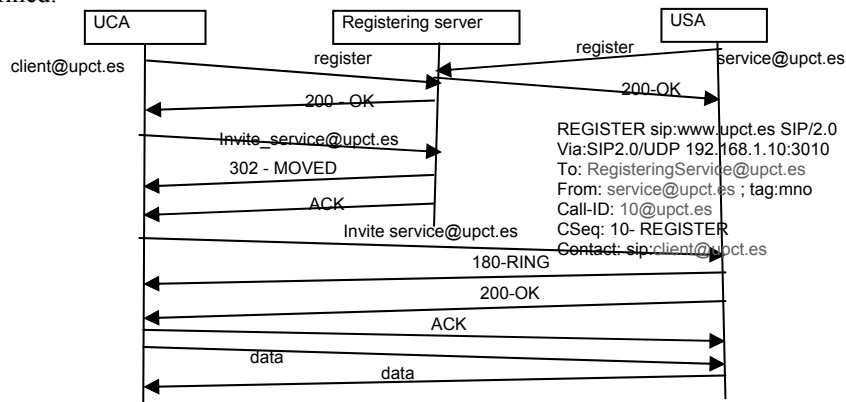 UCA
Registering server
USA
client@upct.es
register
register
service@upct.es
200-OK
200 - OK
Invite_service@upct.es
302 - MOVED
ACK
Invite service@upct.es
REGISTER sip:www.upct.es SIP/2.0
Via:SIP2.0/UDP 192.168.1.10:3010
To: RegisteringService@upct.es
From: service@upct.es ; tag:mno
Call-ID: 10@upct.es
CSeq: 10- REGISTER
Contact: sip:client@upct.es
180-RING
200-OK
ACK
data
data